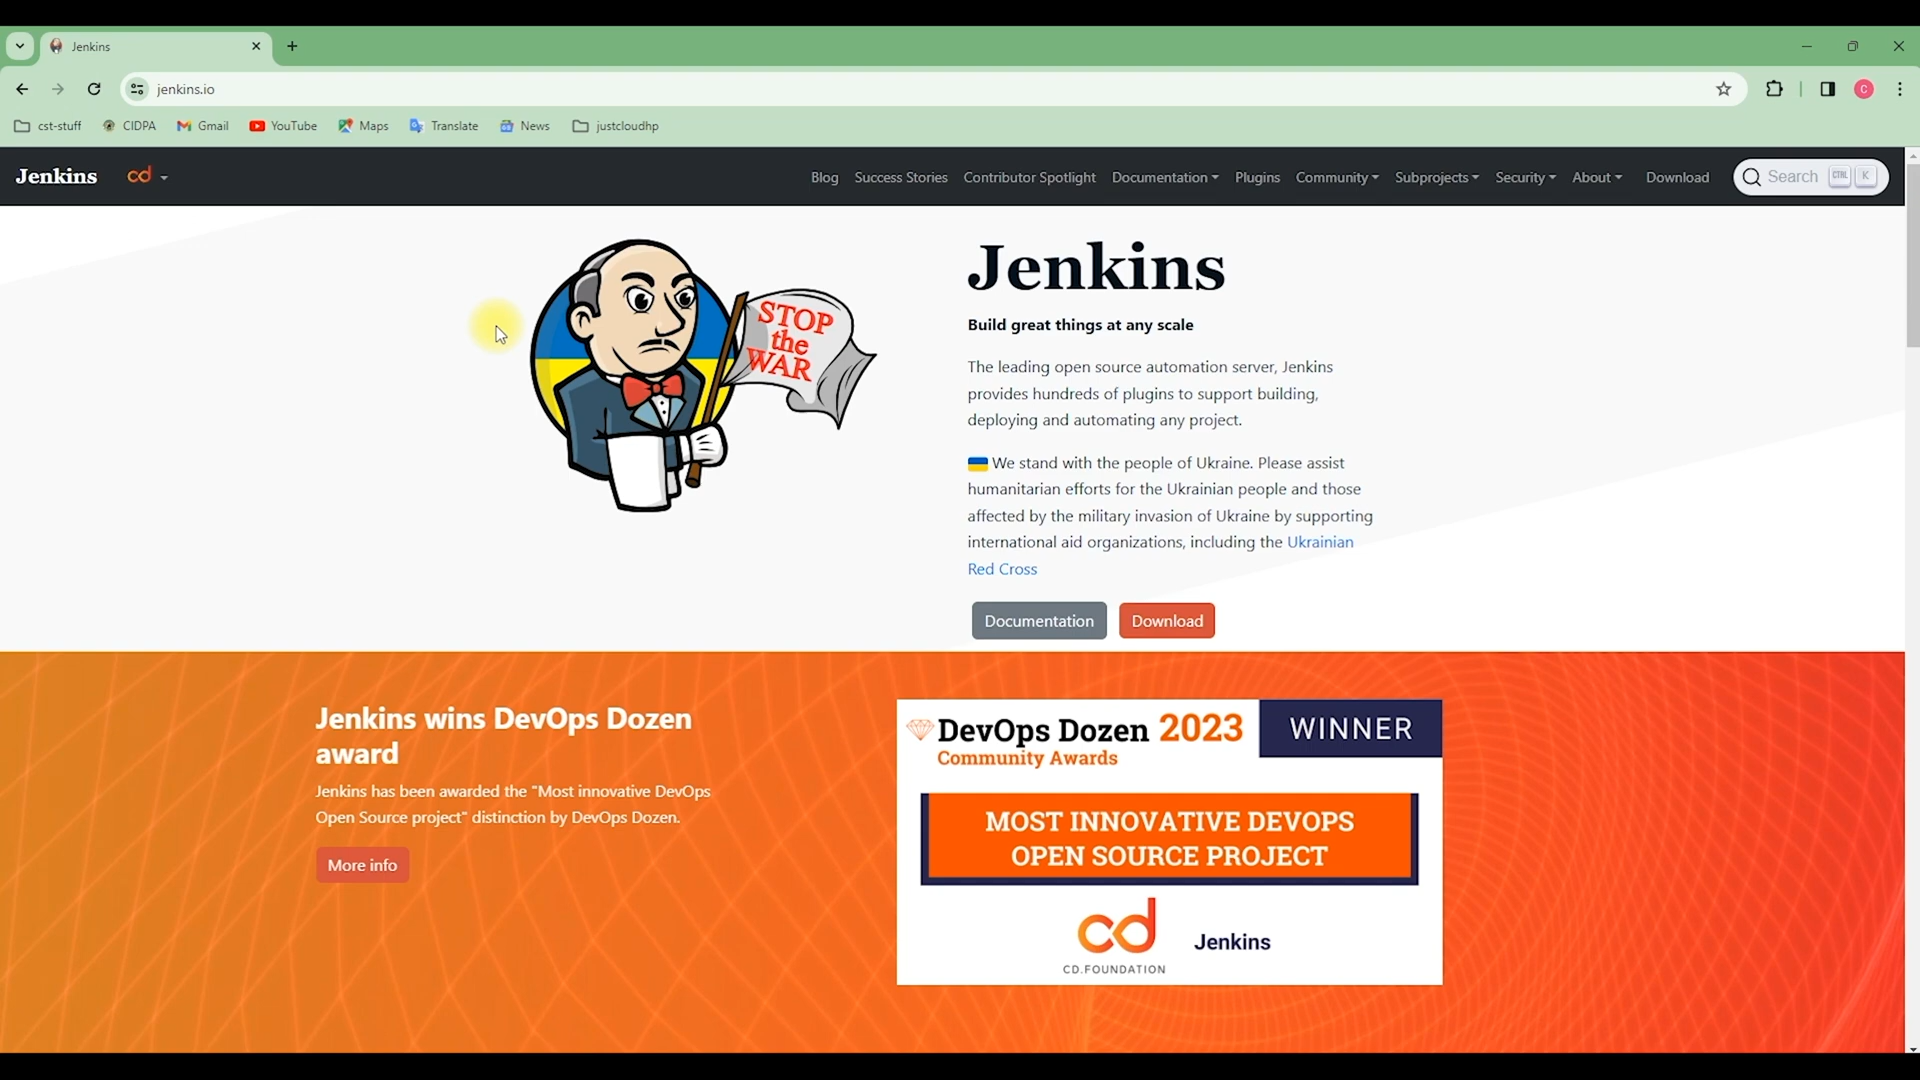 Jenkins
jenkins.io
cst-stuff CIDPA Gmail YouTube Maps Translate News justcloudhp
Jenkins cd Blog Success Stories Contributor Spotlight Documentation Plugins Community Subprojects Security About Download Search CTRL K
STOP
the
WAR
Jenkins
Build great things at any scale
The leading open source automation server, Jenkins
provides hundreds of plugins to support building,
deploying and automating any project.
We stand with the people of Ukraine. Please assist
humanitarian efforts for the Ukrainian people and those
affected by the military invasion of Ukraine by supporting
international aid organizations, including the Ukrainian
Red Cross
Documentation Download
Jenkins wins DevOps Dozen
award
Jenkins has been awarded the "Most innovative DevOps
Open Source project" distinction by DevOps Dozen.
More info
DevOps Dozen 2023 WINNER
Community Awards
MOST INNOVATIVE DEVOPS
OPEN SOURCE PROJECT
cd Jenkins
CD.FOUNDATION